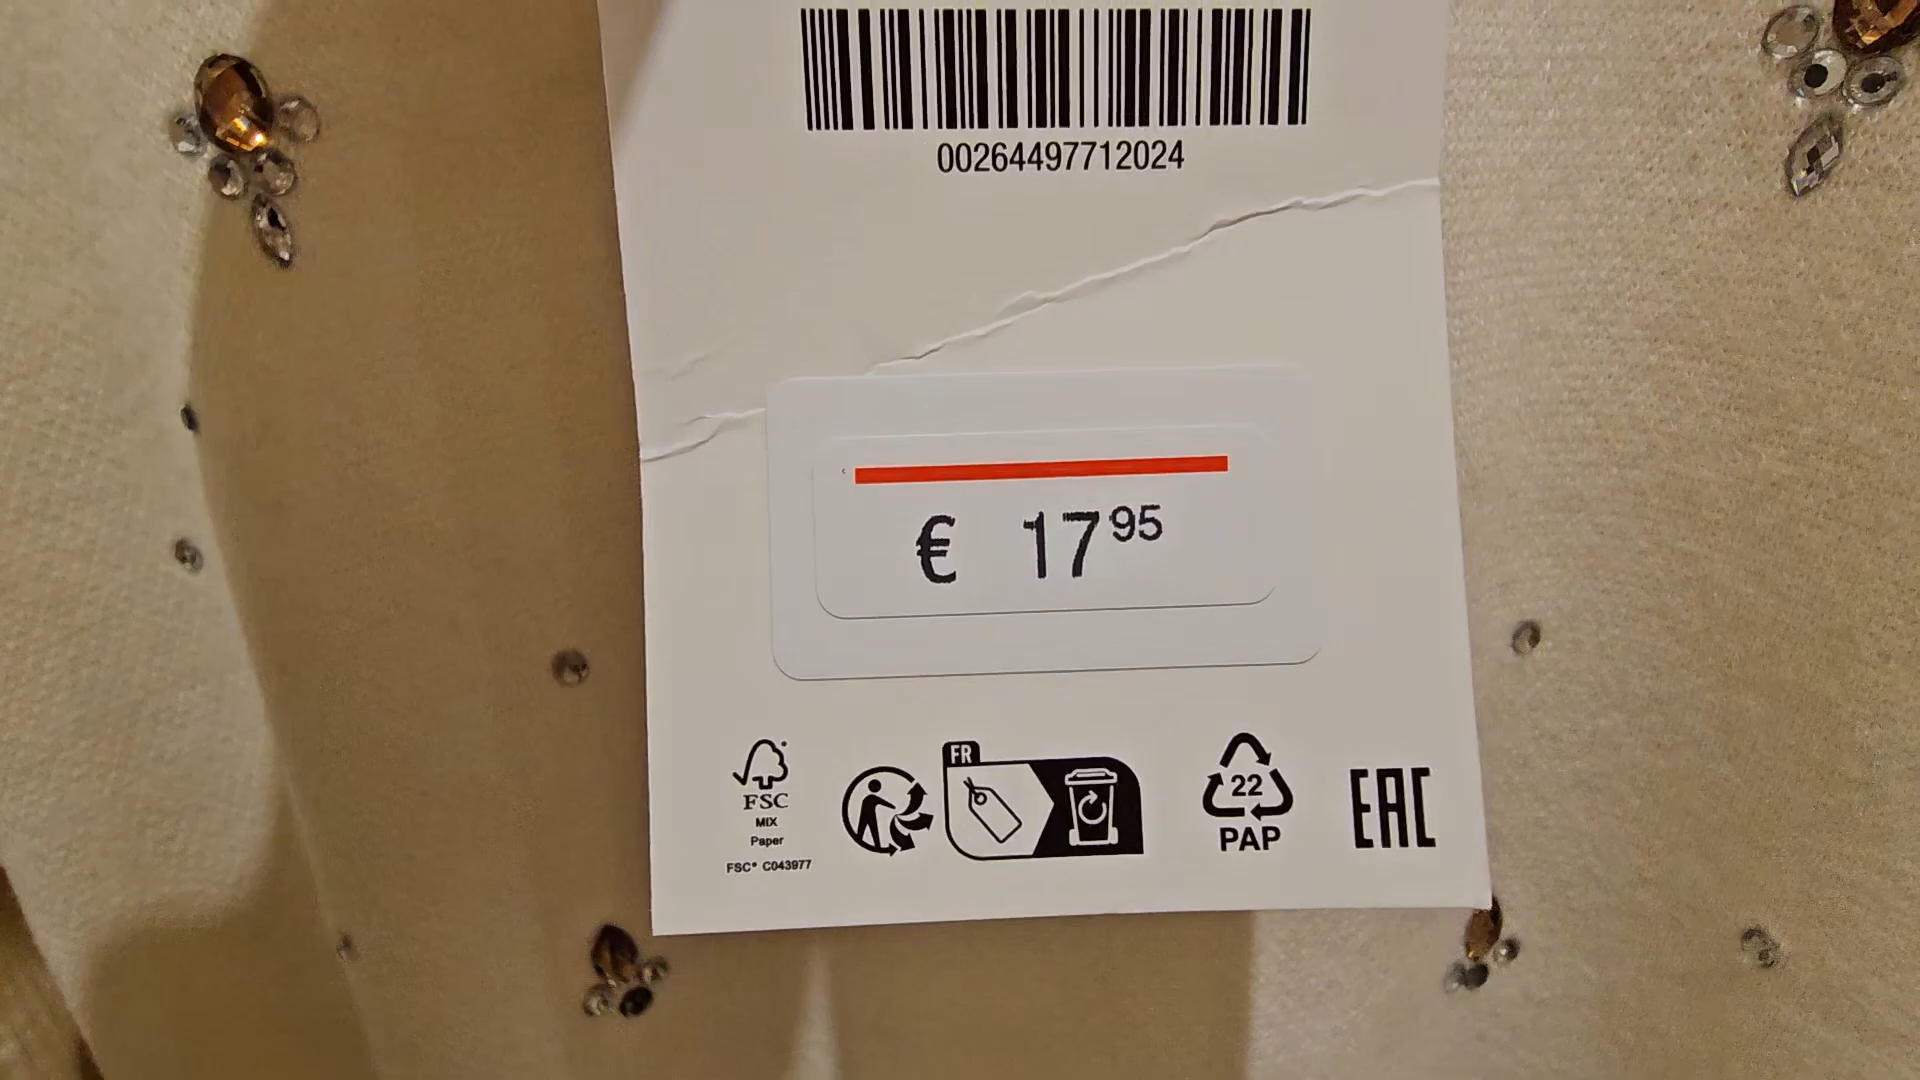 00264497712024
€ 17 95
FR
FSC
MIX
Paper
FSC® C043977
22
PAP
EAC